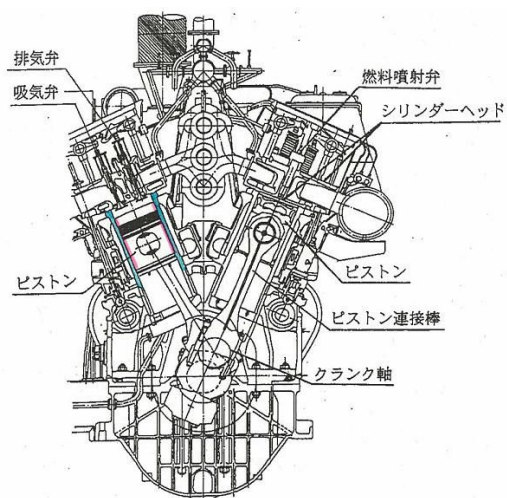 排気弁
吸気弁
ピストン
燃料噴射弁
シリンダーヘッド
ピストン
ピストン連接棒
クランク軸